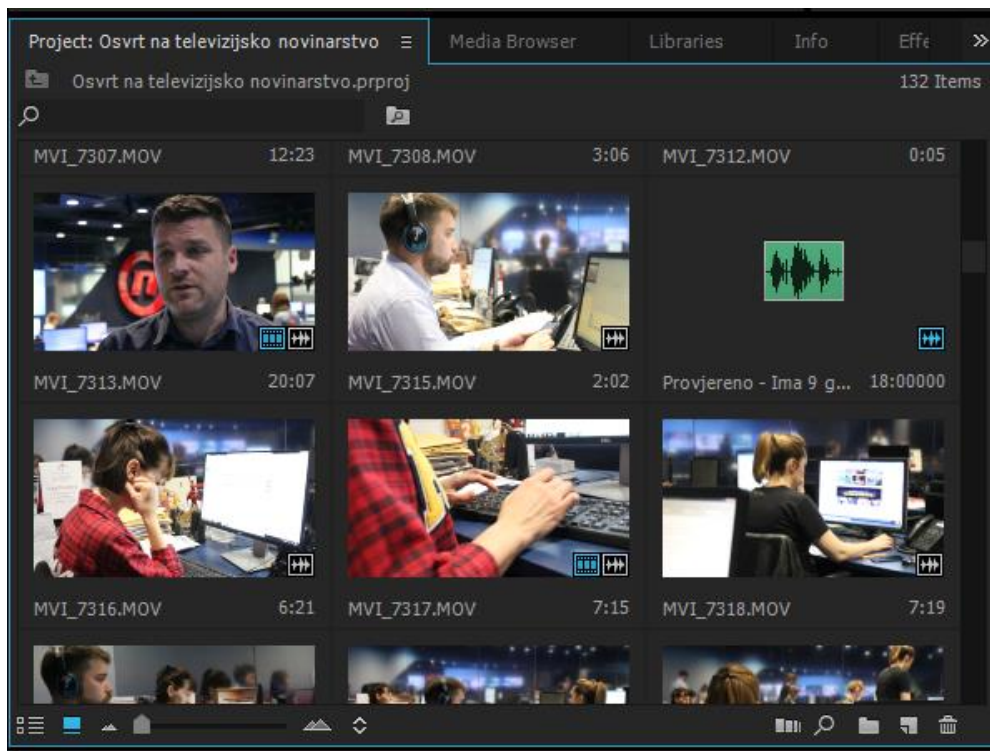 Project: Osvrt na televizijsko novinarstvo Media Browser Libraries Info Effe
Osvrt na televizijsko novinarstvo.prproj 132 Items
MVI_7307.MOV 12:23 MVI_7308.MOV 3:06 MVI_7312.MOV 0:05
MVI_7313.MOV 20:07 MVI_7315.MOV 2:02 Provjereno - Ima 9 g... 18:00000
MVI_7316.MOV 6:21 MVI_7317.MOV 7:15 MVI_7318.MOV 7:19